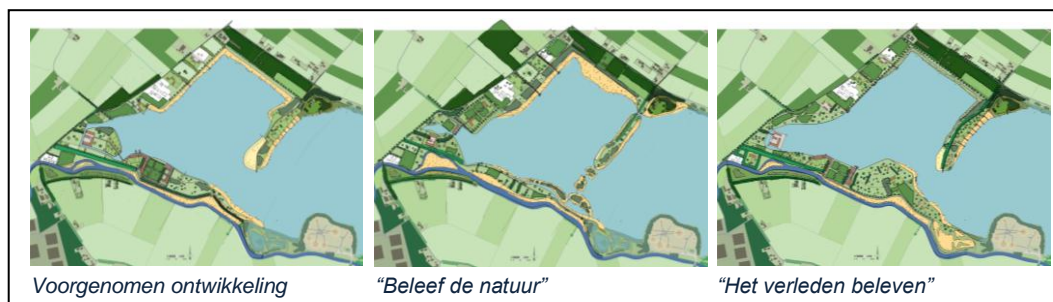 Voorgenomen ontwikkeling
“Beleef de natuur”
“Het verleden beleven”